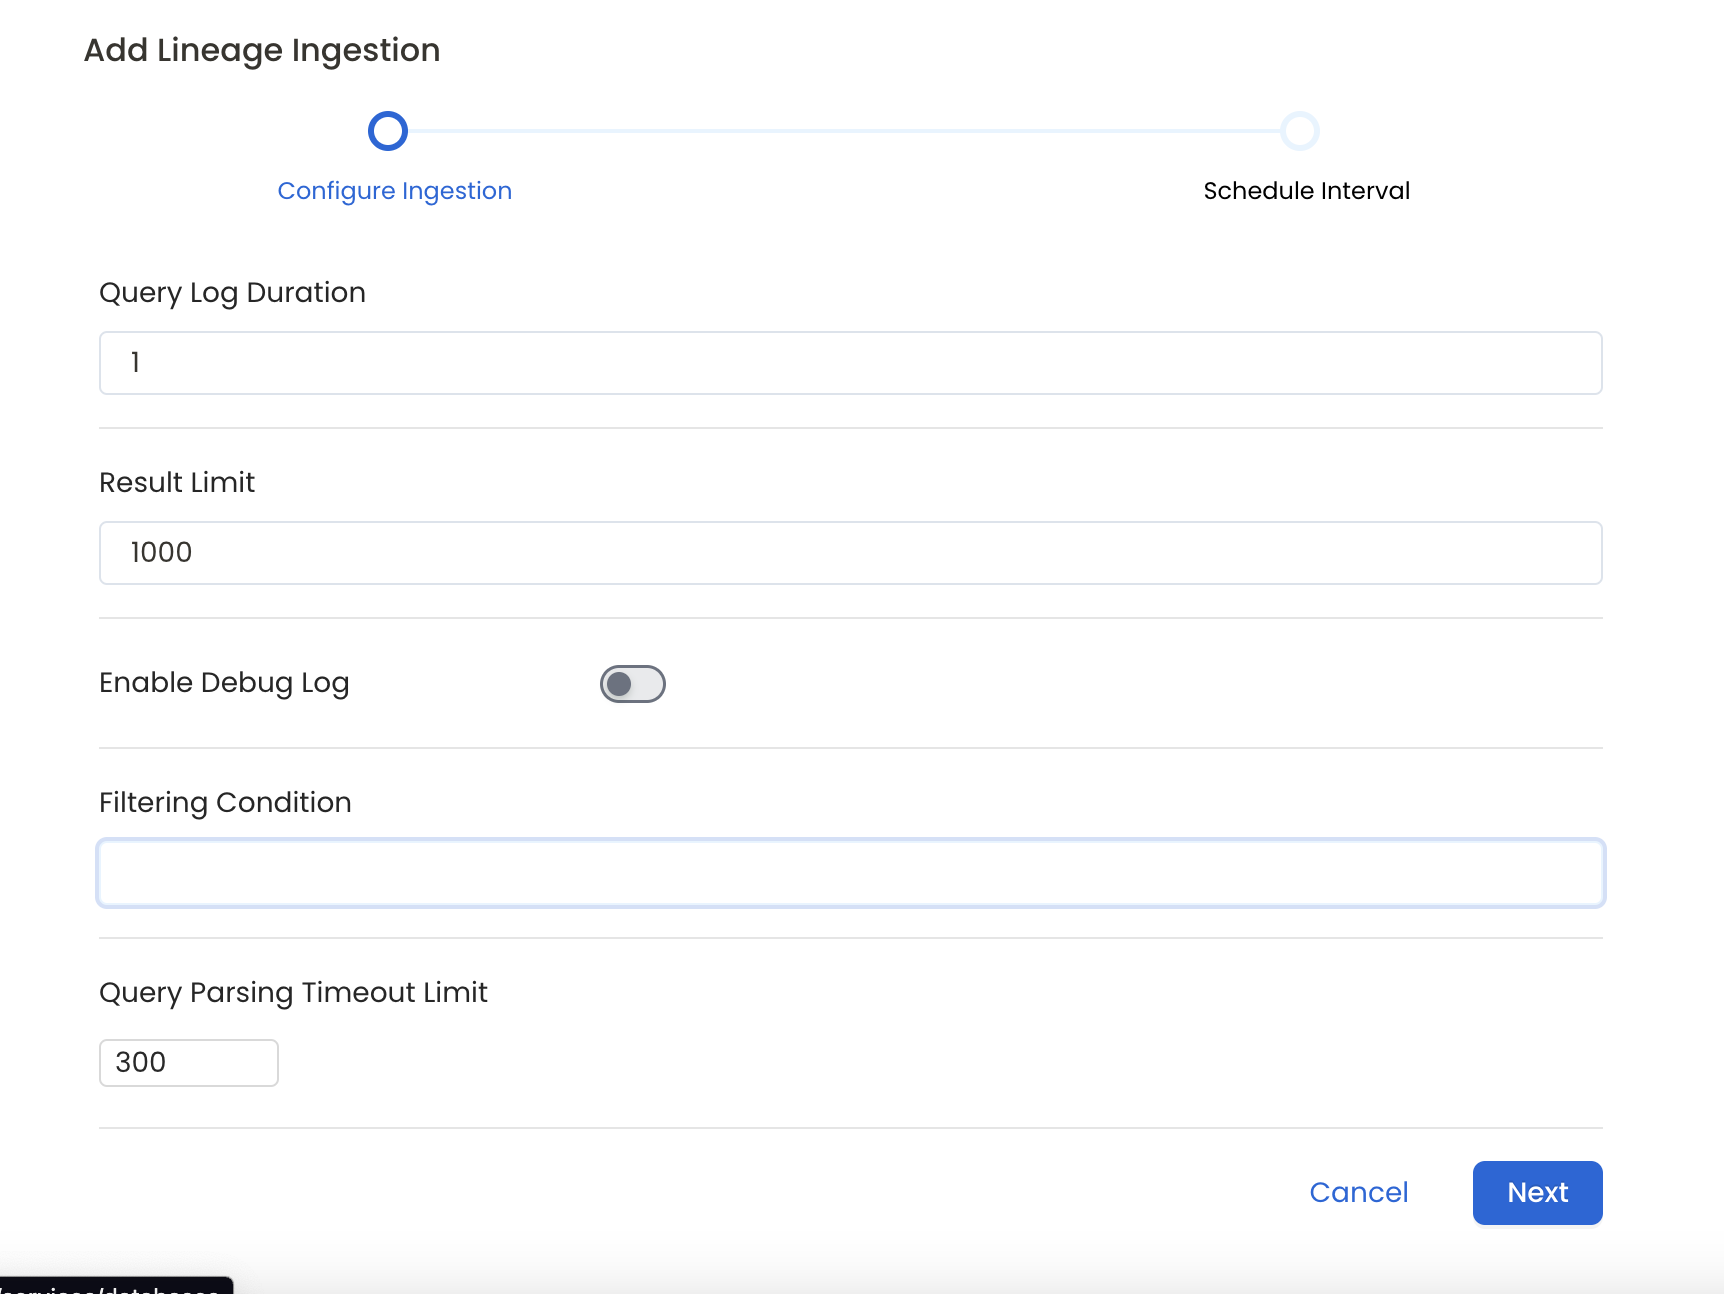 Add Lineage Ingestion
Configure Ingestion
Schedule Interval
Query Log Duration
1
Result Limit
1000
Enable Debug Log
Filtering Condition
Query Parsing Timeout Limit
300
Cancel
Next